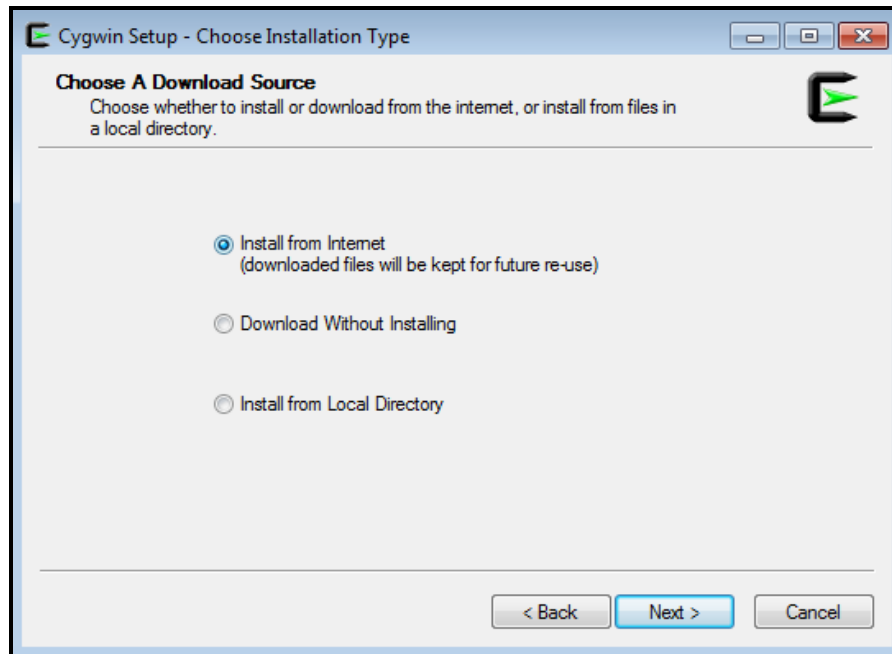 Cygwin Setup - Choose Installation Type
Choose A Download Source
Choose whether to install or download from the internet, or install from files in
a local directory.
Install from Internet
(downloaded files will be kept for future re-use)
Download Without Installing
Install from Local Directory
< Back Next > Cancel